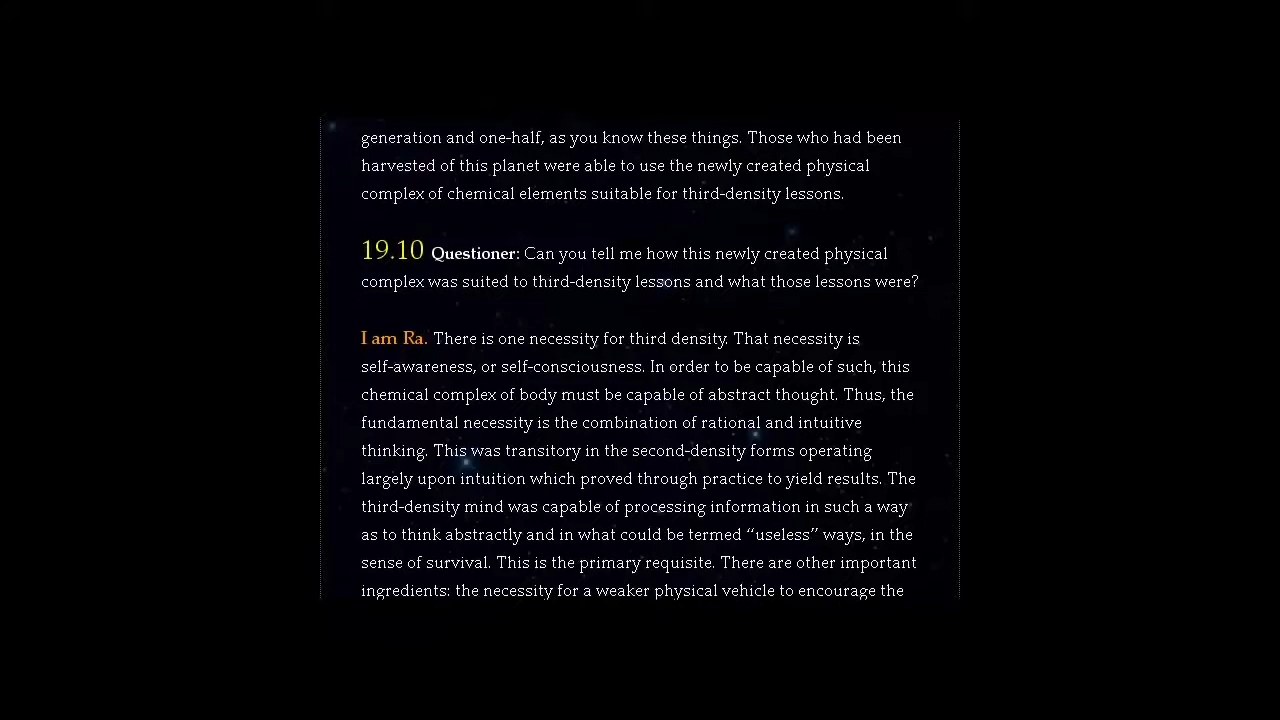 generation and one-half, as you know these things. Those who had been
harvested of this planet were able to use the newly created physical
complex of chemical elements suitable for third-density lessons.
19.10 Questioner: Can you tell me how this newly created physical
complex was suited to third-density lessons and what those lessons were?
I am Ra. There is one necessity for third density. That necessity is
self-awareness, or self-consciousness. In order to be capable of such, this
chemical complex of body must be capable of abstract thought. Thus, the
fundamental necessity is the combination of rational and intuitive
thinking. This was transitory in the second-density forms operating
largely upon intuition which proved through practice to yield results. The
third-density mind was capable of processing information in such a way
as to think abstractly and in what could be termed “useless” ways, in the
sense of survival. This is the primary requisite. There are other important
ingredients: the necessity for a weaker physical vehicle to encourage the